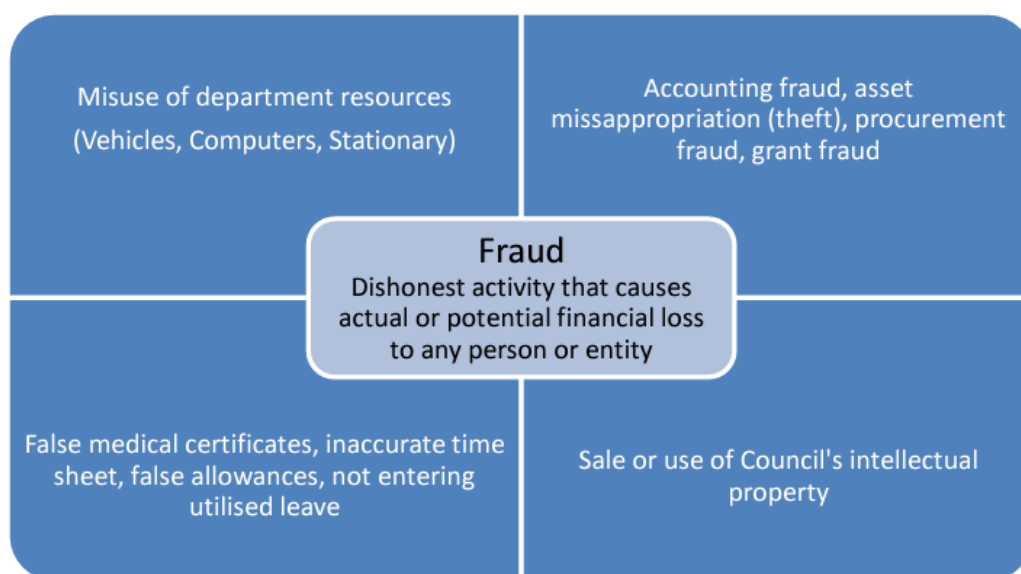 Misuse of department resources
(Vehicles, Computers, Stationary)
Accounting fraud, asset
missappropriation (theft), procurement
fraud, grant fraud
Fraud
Dishonest activity that causes
actual or potential financial loss
to any person or entity
False medical certificates, inaccurate time
sheet, false allowances, not entering
utilised leave
Sale or use of Council's intellectual
property